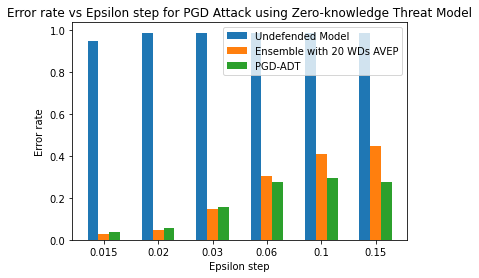 Error rate vs Epsilon step for PGD Attack using Zero-knowledge Threat Model
Undefended Model
Ensemble with 20 WDs AVEP
PGD-ADT
1.0
0.8
0.6
0.4
0.2
0.0
Error rate
0.015 0.02 0.03 0.06 0.1 0.15
Epsilon step